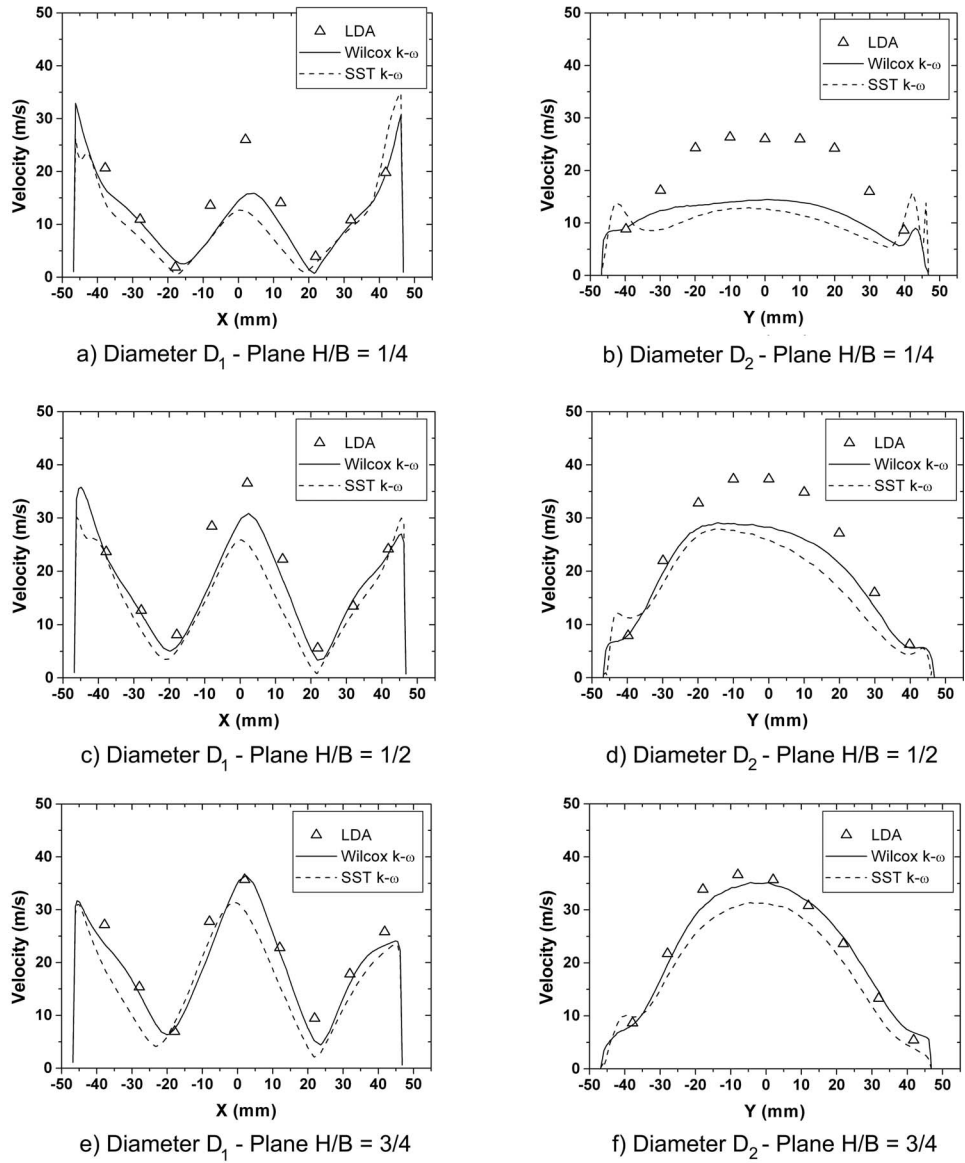 50
40
30
20
10
0
Velocity (m/s)
LDA
Wilcox k-ω
SST k-ω
-50 -40 -30 -20 -10 0 10 20 30 40 50
X (mm)
a) Diameter D1 - Plane H/B = 1/4
50
40
30
20
10
0
Velocity (m/s)
LDA
Wilcox k-ω
SST k-ω
-50 -40 -30 -20 -10 0 10 20 30 40 50
Y (mm)
b) Diameter D2 - Plane H/B = 1/4
50
40
30
20
10
0
Velocity (m/s)
LDA
Wilcox k-ω
SST k-ω
-50 -40 -30 -20 -10 0 10 20 30 40 50
X (mm)
c) Diameter D1 - Plane H/B = 1/2
50
40
30
20
10
0
Velocity (m/s)
LDA
Wilcox k-ω
SST k-ω
-50 -40 -30 -20 -10 0 10 20 30 40 50
Y (mm)
d) Diameter D2 - Plane H/B = 1/2
50
40
30
20
10
0
Velocity (m/s)
LDA
Wilcox k-ω
SST k-ω
-50 -40 -30 -20 -10 0 10 20 30 40 50
X (mm)
e) Diameter D1 - Plane H/B = 3/4
50
40
30
20
10
0
Velocity (m/s)
LDA
Wilcox k-ω
SST k-ω
-50 -40 -30 -20 -10 0 10 20 30 40 50
Y (mm)
f) Diameter D2 - Plane H/B = 3/4